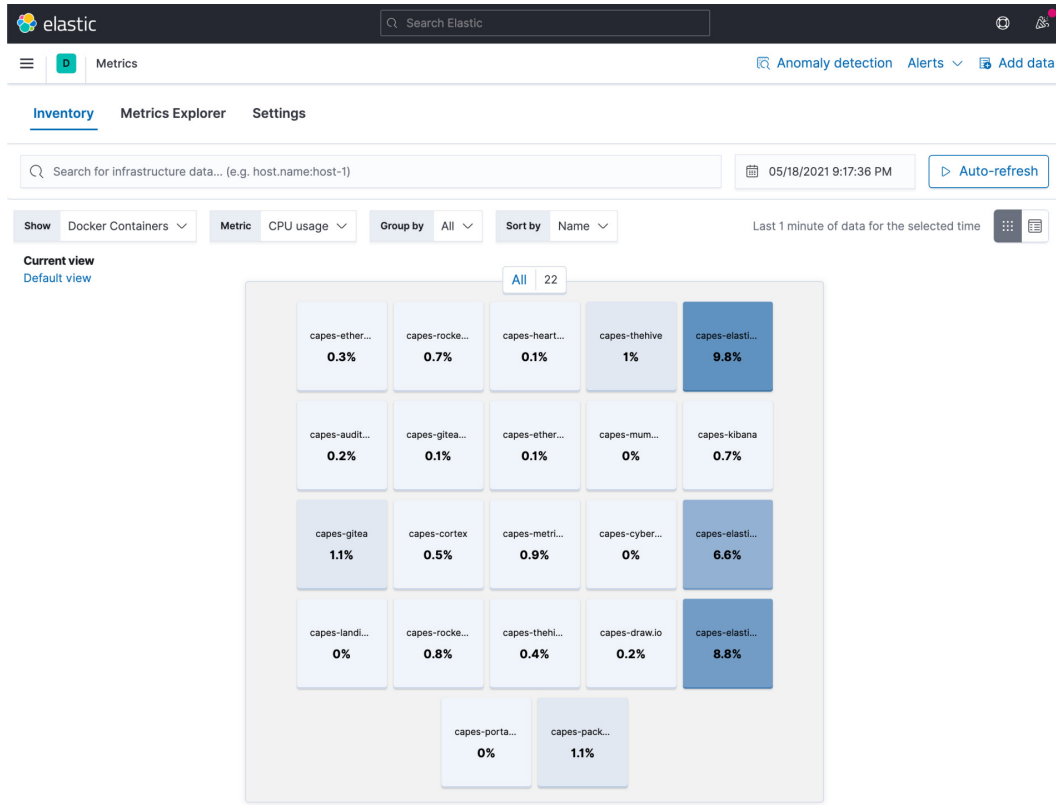 elastic
Search Elastic
D Metrics Anomaly detection Alerts Add data
Inventory Metrics Explorer Settings
Search for infrastructure data... (e.g. host.name:host-1) 05/18/2021 9:17:36 PM Auto-refresh
Show Docker Containers Metric CPU usage Group by All Sort by Name Last 1 minute of data for the selected time
Current view
Default view
All 22
capes-ether... capes-rocke... capes-heart... capes-thehive capes-elasti...
0.3% 0.7% 0.1% 1% 9.8%
capes-audit... capes-gitea... capes-ether... capes-mum... capes-kibana
0.2% 0.1% 0.1% 0% 0.7%
capes-gitea capes-cortex capes-metri... capes-cyber... capes-elasti...
1.1% 0.5% 0.9% 0% 6.6%
capes-landi... capes-rocke... capes-thehi... capes-draw.io capes-elasti...
0% 0.8% 0.4% 0.2% 8.8%
capes-porta... capes-pack...
0% 1.1%